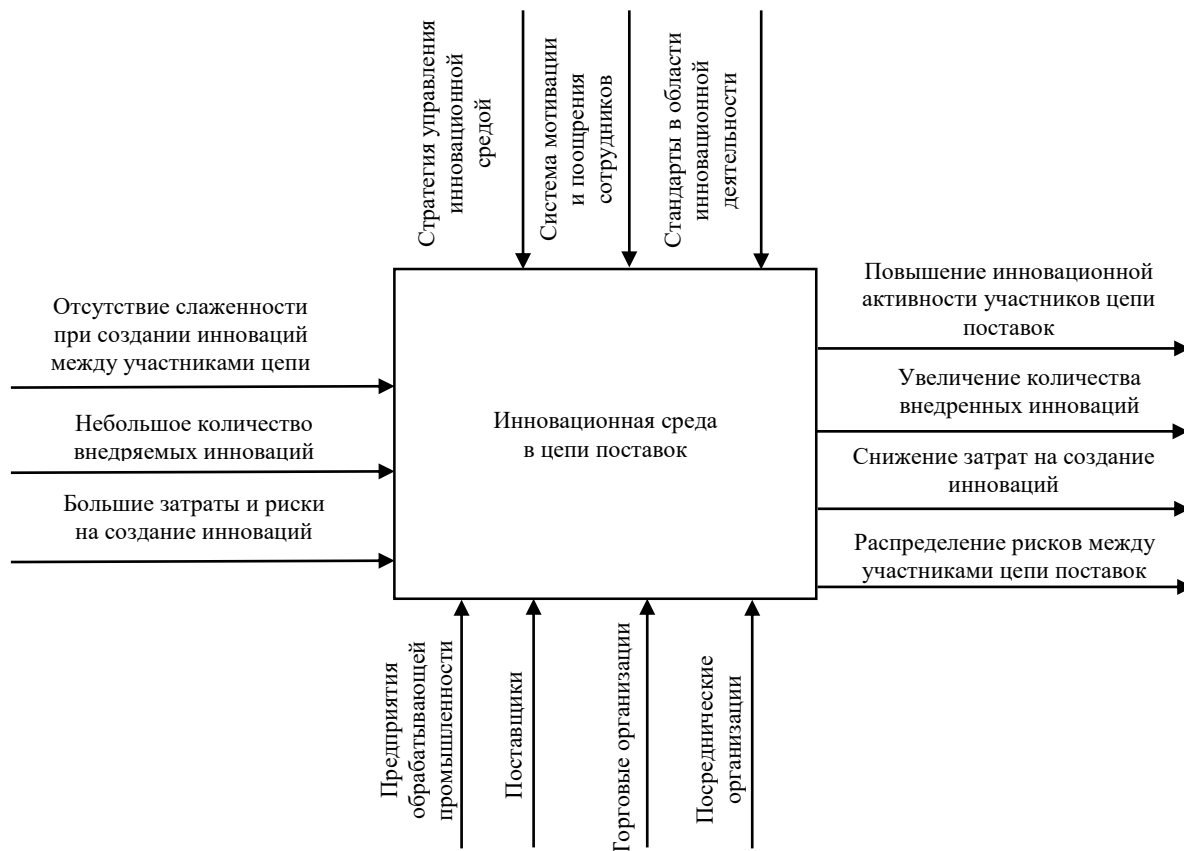 Стратегия управления
инновационной
средой
Система мотивации
и поощрения
сотрудников
Стандарты в области
инновационной
деятельности
Отсутствие слаженности
при создании инноваций
между участниками цепи
Небольшое количество
внедряемых инноваций
Большие затраты и риски
на создание инноваций
Инновационная среда
в цепи поставок
Повышение инновационной
активности участников цепи
поставок
Увеличение количества
внедренных инноваций
Снижение затрат на создание
инноваций
Распределение рисков между
участниками цепи поставок
Предприятия
обрабатывающей
промышленности
Поставщики
Торговые организации
Посреднические
организации